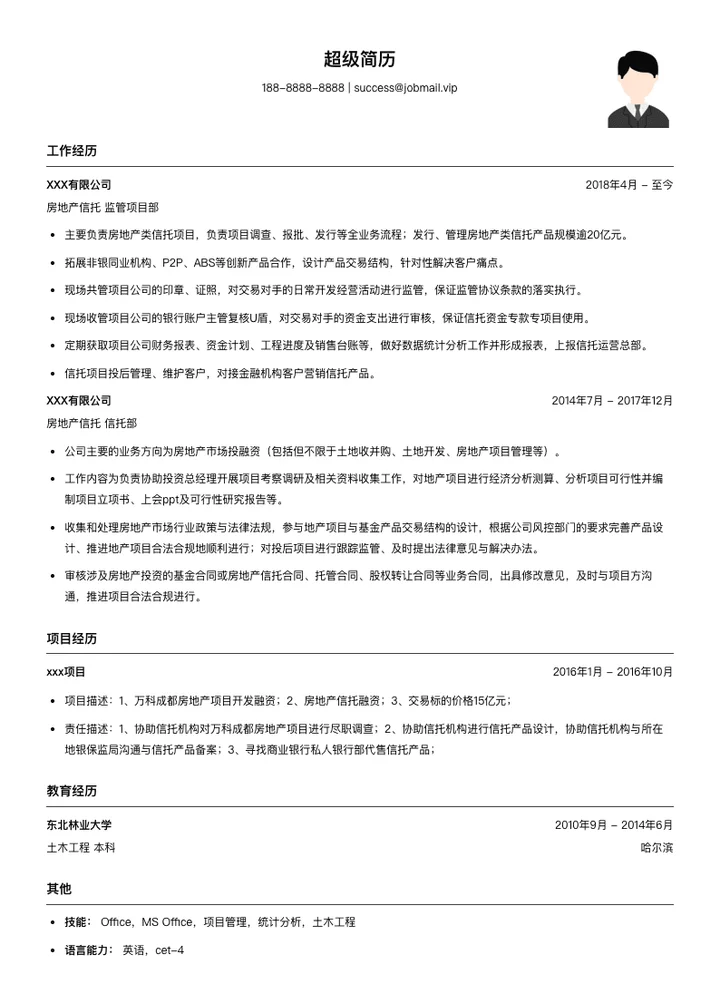 超级简历
188-8888-8888 | success@jobmail.vip
工作经历
XXX有限公司 2018年4月 – 至今
房地产信托 监管项目部
• 主要负责房地产类信托项目，负责项目调查、报批、发行等全业务流程；发行、管理房地产类信托产品规模逾20亿元。
• 拓展非银同业机构、P2P、ABS等创新产品合作，设计产品交易结构，针对性解决客户痛点。
• 现场共管项目公司的印章、证照，对交易对手的日常开发经营活动进行监管，保证监管协议条款的落实执行。
• 现场收管项目公司的银行账户主管复核U盾，对交易对手的资金支出进行审核，保证信托资金专款专项目使用。
• 定期获取项目公司财务报表、资金计划、工程进度及销售台账等，做好数据统计分析工作并形成报表，上报信托运营总部。
• 信托项目投后管理、维护客户，对接金融机构客户营销信托产品。
XXX有限公司 2014年7月 – 2017年12月
房地产信托 信托部
• 公司主要的业务方向为房地产市场投融资（包括但不限于土地收并购、土地开发、房地产项目管理等）。
• 工作内容为负责协助投资总经理开展项目考察调研及相关资料收集工作，对地产项目进行经济分析测算、分析项目可行性并编
制项目立项书、上会ppt及可行性研究报告等。
• 收集和处理房地产市场行业政策与法律法规，参与地产项目与基金产品交易结构的设计，根据公司风控部门的要求完善产品设
计、推进地产项目合法合规地顺利进行；对投后项目进行跟踪监管、及时提出法律意见与解决办法。
• 审核涉及房地产投资的基金合同或房地产信托合同、托管合同、股权转让合同等业务合同，出具修改意见，及时与项目方沟
通，推进项目合法合规进行。
项目经历
xxx项目 2016年1月 – 2016年10月
• 项目描述：1、万科成都房地产项目开发融资；2、房地产信托融资；3、交易标的价格15亿元；
• 责任描述：1、协助信托机构对万科成都房地产项目进行尽职调查；2、协助信托机构进行信托产品设计，协助信托机构与所在
地银保监局沟通与信托产品备案；3、寻找商业银行私人银行部代售信托产品；
教育经历
东北林业大学 2010年9月 – 2014年6月
土木工程 本科 哈尔滨
其他
• 技能： Office，MS Office，项目管理，统计分析，土木工程
• 语言能力： 英语，cet-4